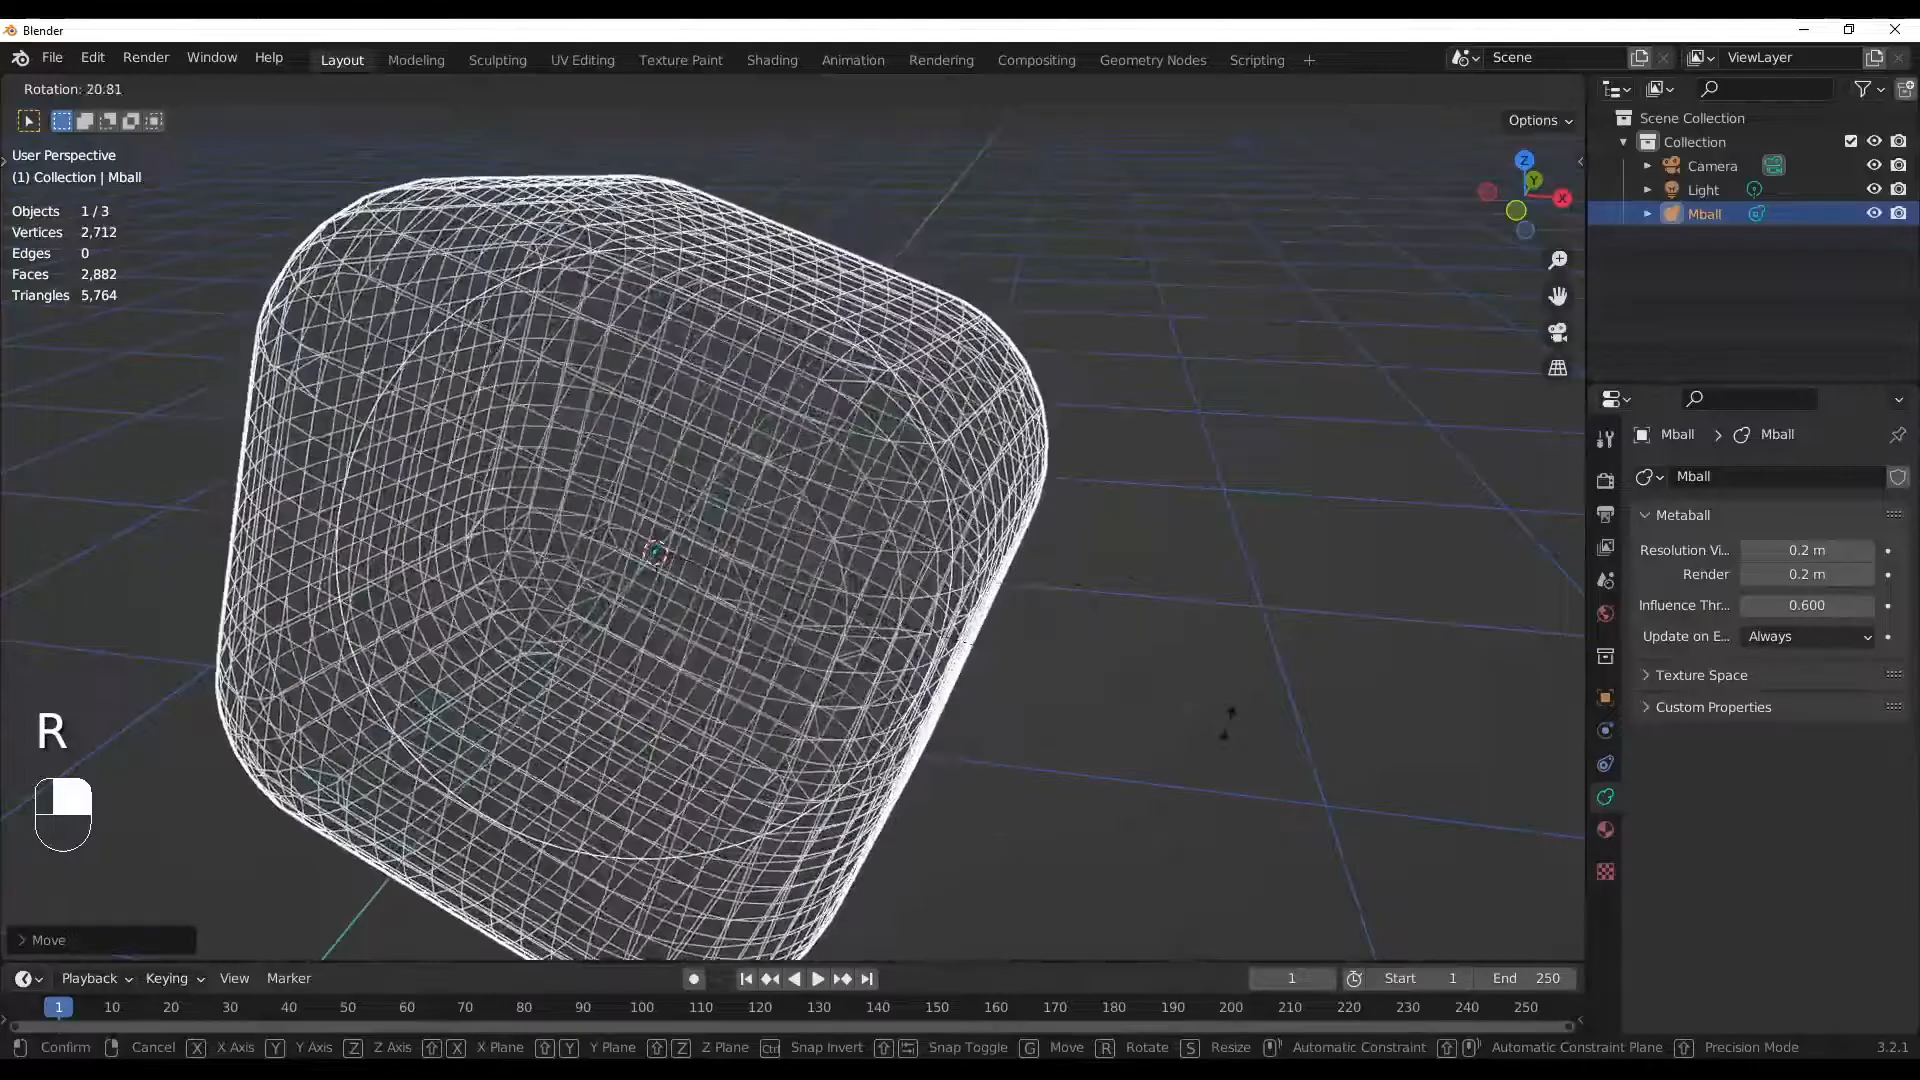 Blender
File Edit Render Window Help Layout Modeling Sculpting UV Editing Texture Paint Shading Animation Rendering Compositing Geometry Nodes Scripting + Scene ViewLayer
Rotation: 20.81
Options
User Perspective
(1) Collection | Mball
Objects 1 / 3
Vertices 2,712
Edges 0
Faces 2,882
Triangles 5,764
Z
Y
X
R
Move
Scene Collection
Collection
Camera
Light
Mball
Mball > Mball
Mball
Metaball
Resolution Vi... 0.2 m
Render 0.2 m
Influence Thr... 0.600
Update on E... Always
Texture Space
Custom Properties
Playback Keying View Marker 1 Start 1 End 250
1 10 20 30 40 50 60 70 80 90 100 110 120 130 140 150 160 170 180 190 200 210 220 230 240 250
Confirm Cancel X X Axis Y Y Axis Z Z Axis X X Plane Y Y Plane Z Z Plane Ctrl Snap Invert Snap Toggle G Move R Rotate S Resize Automatic Constraint Automatic Constraint Plane Precision Mode 3.2.1